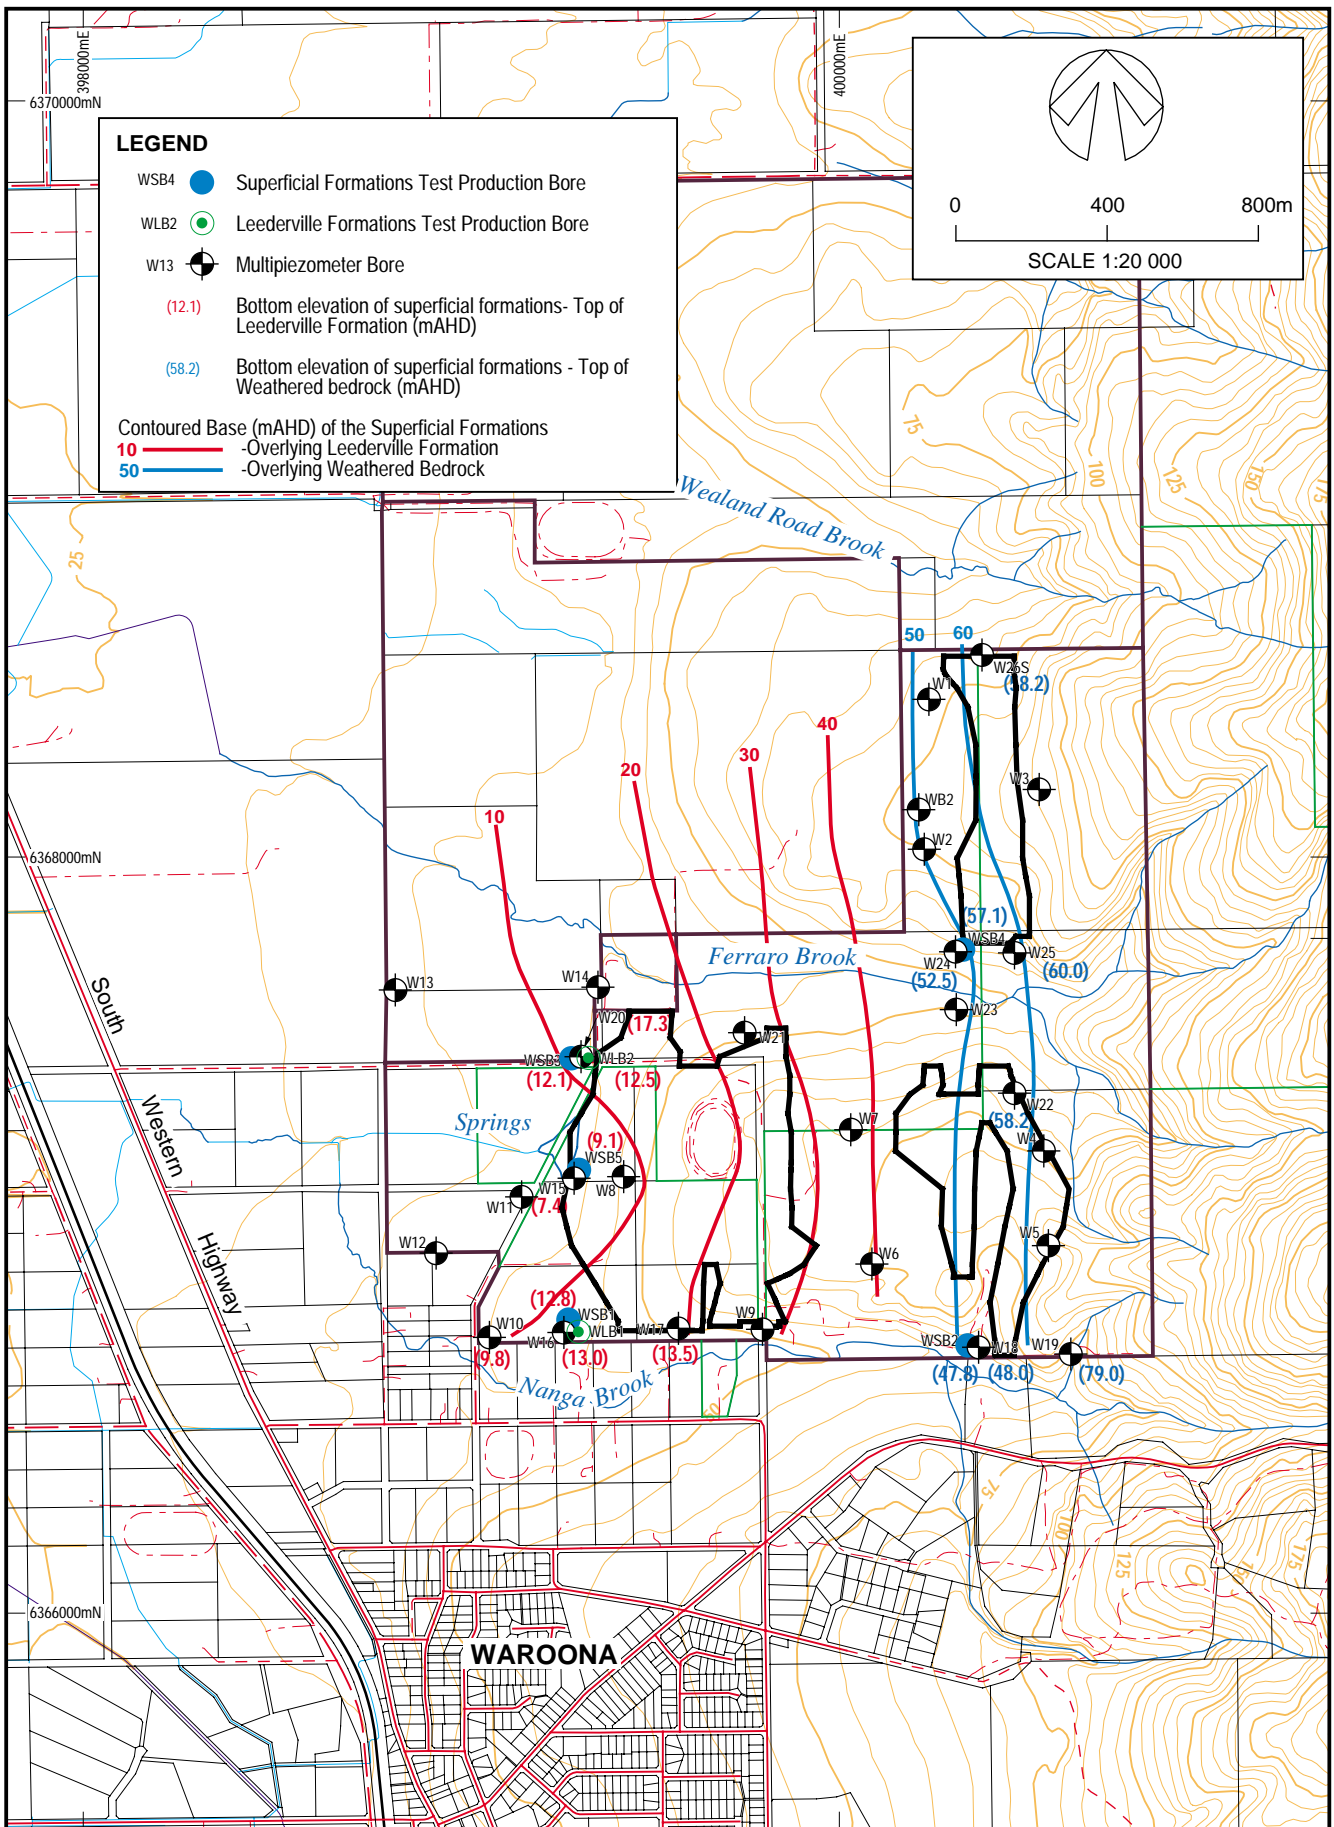 398000mE
400000mE
6370000mN
LEGEND
WSB4 Superficial Formations Test Production Bore
WLB2 Leederville Formations Test Production Bore
W13 Multipiezometer Bore
(12.1) Bottom elevation of superficial formations- Top of
Leederville Formation (mAHD)
(58.2) Bottom elevation of superficial formations - Top of
Weathered bedrock (mAHD)
Contoured Base (mAHD) of the Superficial Formations
10 -Overlying Leederville Formation
50 -Overlying Weathered Bedrock
0 400 800m
SCALE 1:20 000
75
100
125
150
175
25
Wealand Road Brook
50 60
W26S
(58.2)
W1
W3
WB2
W2
40
30
20
10
6368000mN
(57.1)
WSB4
W24
W25
(52.5)
(60.0)
Ferraro Brook
W23
W13
W14
W20
(17.3)
W21
WSB3
WLB2
(12.1)
(12.5)
W22
(58.2)
W4
W7
Springs
(9.1)
WSB5
W15
W8
W11
(7.4)
W12
W5
W6
South
Western
Highway
(12.8)
WSB1
W10
W16
WLB1
W17
W9
(9.8)
(13.0)
(13.5)
WSB2
W18
W19
(47.8)
(48.0)
(79.0)
Nanga Brook
50
75
100
125
175
6366000mN
WAROONA